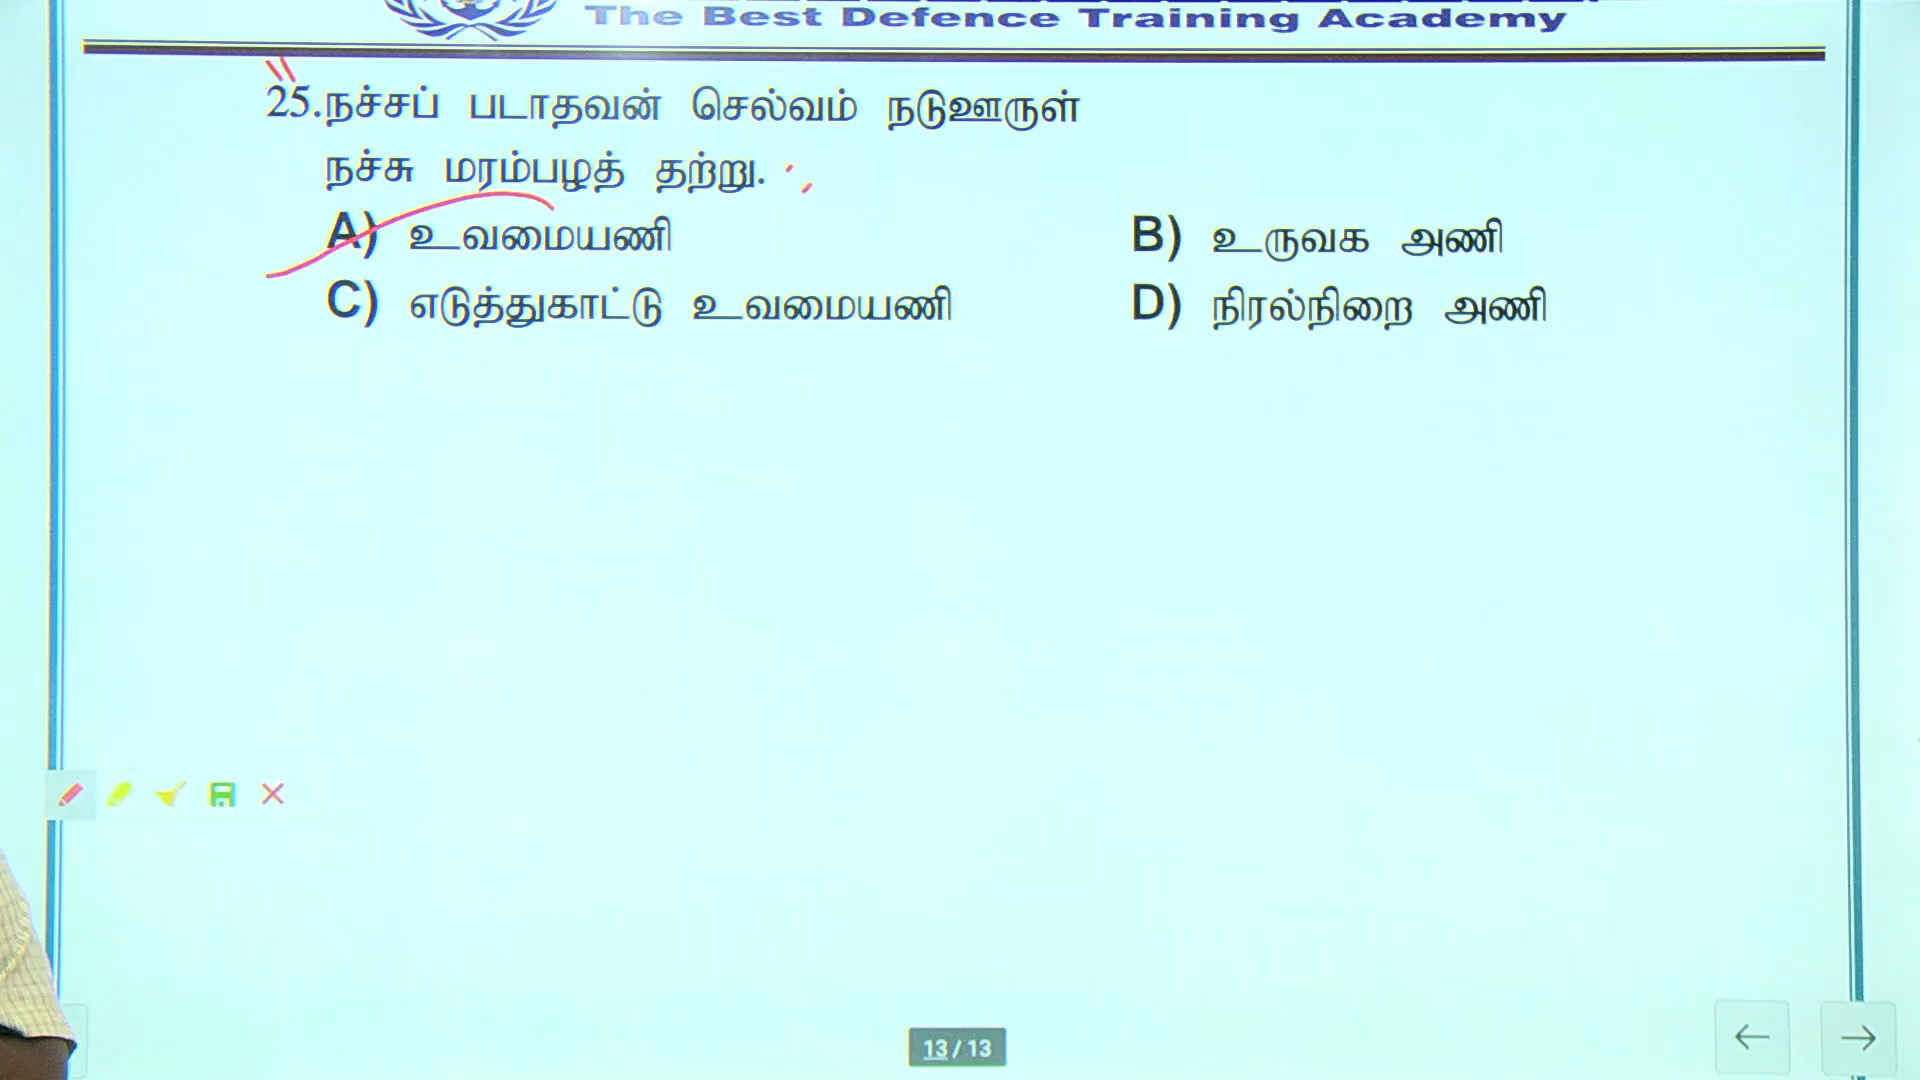 The Best Defence Training Academy
25.நச்சப் படாதவன் செல்வம் நடுஊருள்
நச்சு மரம்பழத் தற்று.
A) உவமையணி
B) உருவக அணி
C) எடுத்துகாட்டு உவமையணி
D) நிரல்நிறை அணி
13 / 13